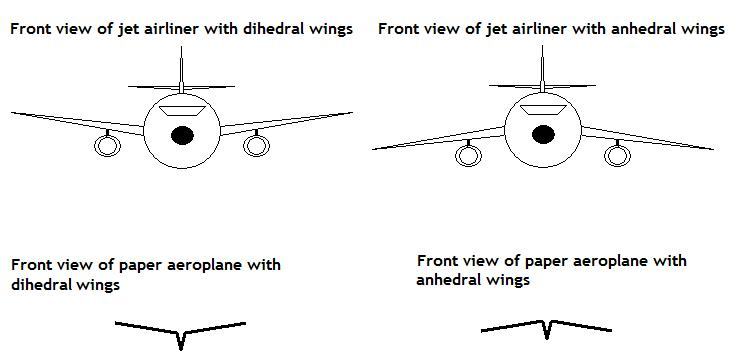 Front view of jet airliner with dihedral wings
Front view of jet airliner with anhedral wings
Front view of paper aeroplane with
dihedral wings
Front view of paper aeroplane with
anhedral wings